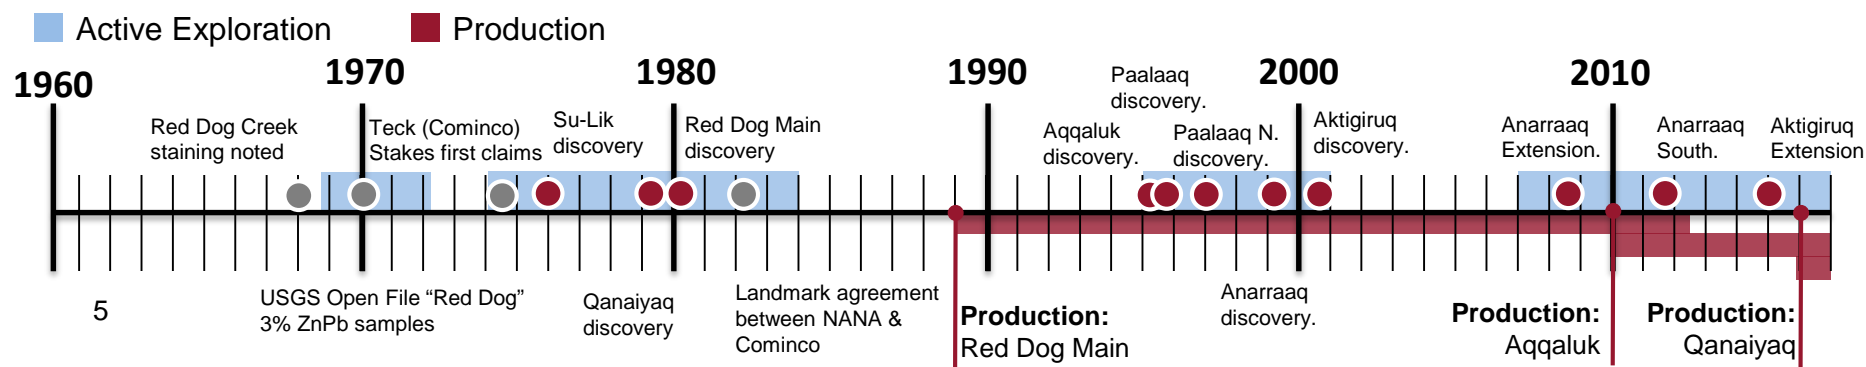 Active Exploration
Production
1960
1970
1980
1990
2000
2010
Red Dog Creek
staining noted
Teck (Cominco)
Stakes first claims
Su-Lik
discovery
Red Dog Main
discovery
Aqqaluk
discovery.
Paalaaq
discovery.
Paalaaq N.
discovery.
Aktigiruq
discovery.
Anarraaq
Extension.
Anarraaq
South.
Aktigiruq
Extension
5
USGS Open File “Red Dog”
3% ZnPb samples
Qanaiyaq
discovery
Landmark agreement
between NANA &
Cominco
Production:
Red Dog Main
Anarraaq
discovery.
Production:
Aqqaluk
Production:
Qanaiyaq